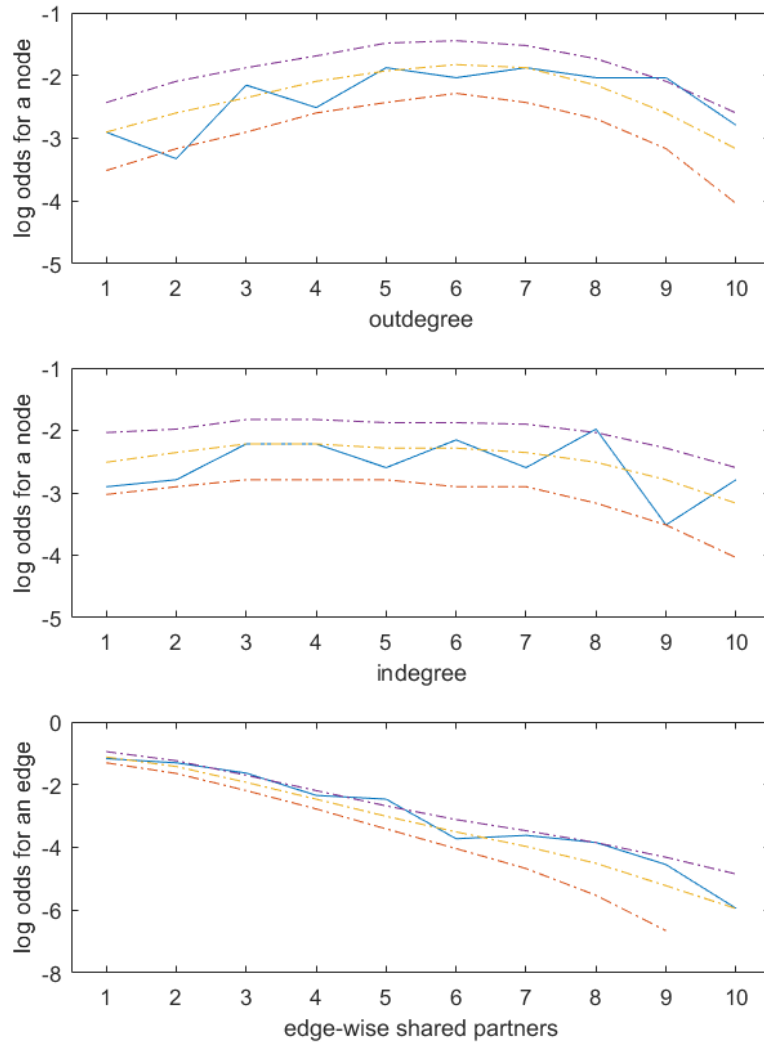 -1
-2
-3
-4
-5
log odds for a node
1 2 3 4 5 6 7 8 9 10
outdegree
-1
-2
-3
-4
-5
log odds for a node
1 2 3 4 5 6 7 8 9 10
indegree
0
-2
-4
-6
-8
log odds for an edge
1 2 3 4 5 6 7 8 9 10
edge-wise shared partners